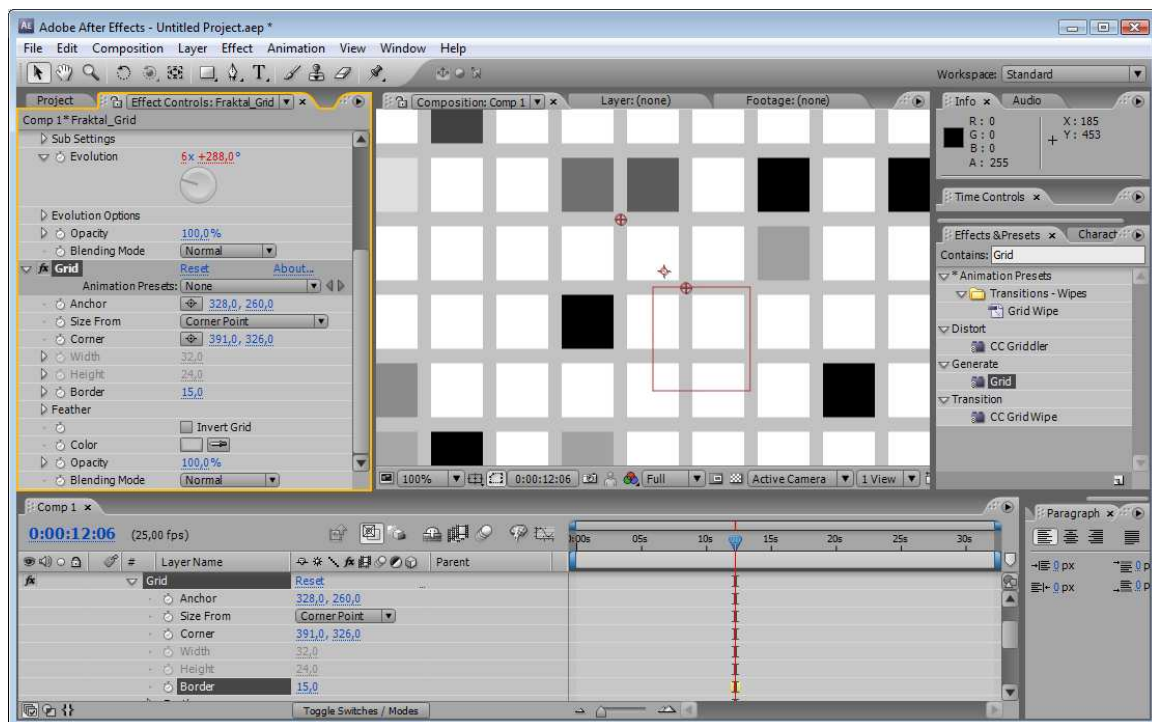 Adobe After Effects - Untitled Project.aep *
File Edit Composition Layer Effect Animation View Window Help
Workspace: Standard
Project
Effect Controls: Fraktal_Grid
Comp 1*Fraktal_Grid
Sub Settings
Evolution 6x +288,0°
Evolution Options
Opacity 100,0%
Blending Mode Normal
fx Grid Reset About...
Animation Presets: None
Anchor 328,0, 260,0
Size From Corner Point
Corner 391,0, 326,0
Width 32,0
Height 24,0
Border 15,0
Feather
Invert Grid
Color
Opacity 100,0%
Blending Mode Normal
Composition: Comp 1 Layer: (none) Footage: (none)
100% 0:00:12:06 Full Active Camera 1 View
Info Audio
R: 0 X: 185
G: 0 Y: 453
B: 0
A: 255
Time Controls
Effects &Presets Charact
Contains: Grid
* Animation Presets
Transitions - Wipes
Grid Wipe
Distort
CC Griddler
Generate
Grid
Transition
CC Grid Wipe
Comp 1
0:00:12:06 (25,00 fps)
# Layer Name Parent
00s 05s 10s 15s 20s 25s 30s
fx Grid Reset
Anchor 328,0, 260,0
Size From Corner Point
Corner 391,0, 326,0
Width 32,0
Height 24,0
Border 15,0
Toggle Switches / Modes
Paragraph
0 px 0 p
0 px 0 p